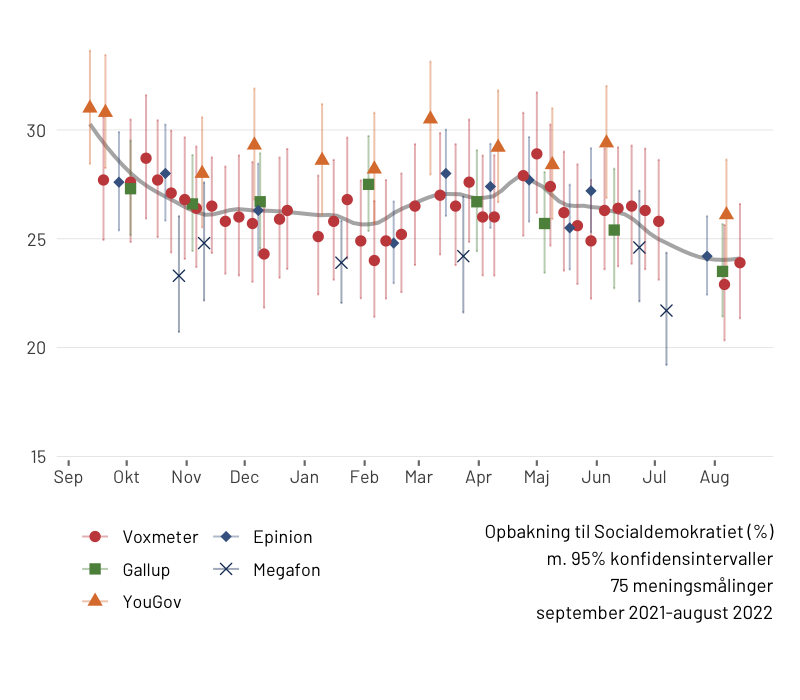 30
25
20
15
Sep Okt Nov Dec Jan Feb Mar Apr Maj Jun Jul Aug
Voxmeter Epinion
Gallup Megafon
YouGov
Opbakning til Socialdemokratiet (%)
m. 95% konfidensintervaller
75 meningsmålinger
september 2021-august 2022